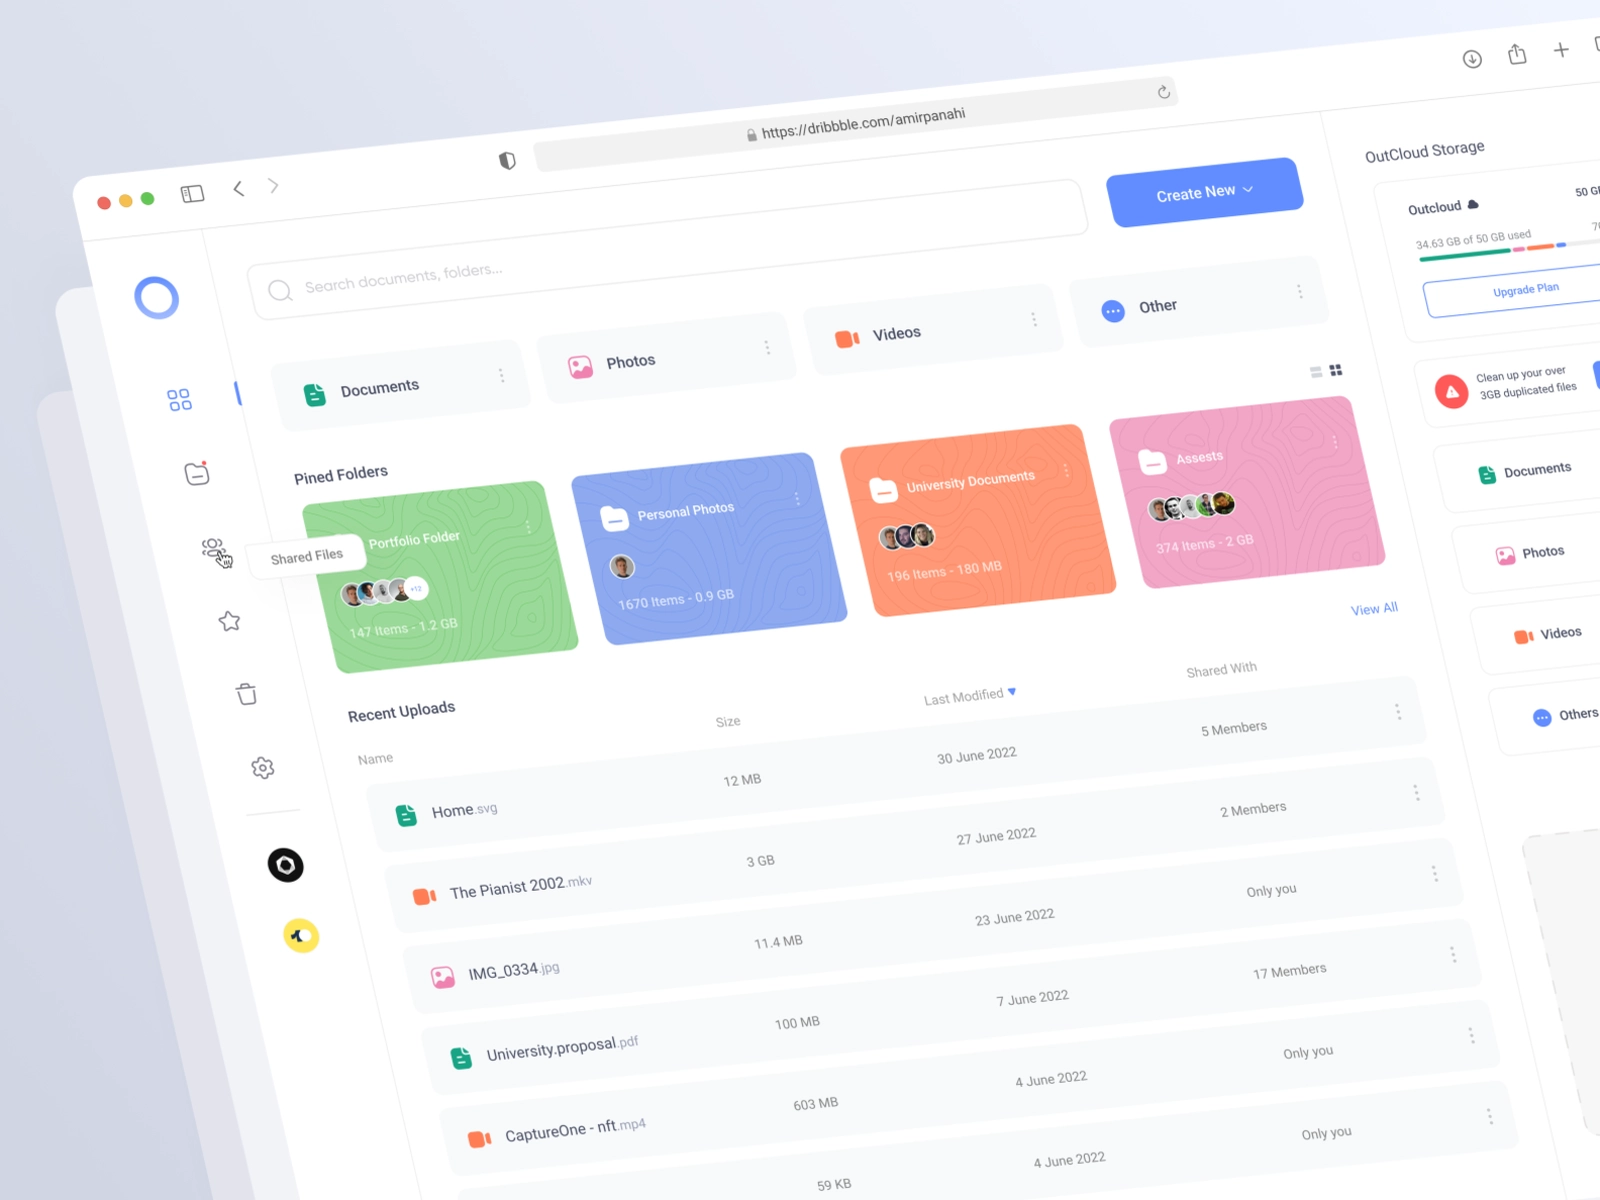 https://dribbble.com/amirpanahi
Search documents, folders...
Create New
Documents
Photos
Videos
Other
Pined Folders
Portfolio Folder
+12
147 Items - 1.2 GB
Personal Photos
1670 Items - 0.9 GB
University Documents
196 Items - 180 MB
Assests
374 Items - 2 GB
Shared Files
View All
Recent Uploads
Name
Size
Last Modified
Shared With
Home.svg
12 MB
30 June 2022
5 Members
The Pianist 2002.mkv
3 GB
27 June 2022
2 Members
IMG_0334.jpg
11.4 MB
23 June 2022
Only you
University.proposal.pdf
100 MB
7 June 2022
17 Members
CaptureOne - nft.mp4
603 MB
4 June 2022
Only you
59 KB
4 June 2022
Only you
OutCloud Storage
Outcloud
50
34.63 GB of 50 GB used
Upgrade Plan
Clean up your over
3GB duplicated files
Documents
Photos
Videos
Others